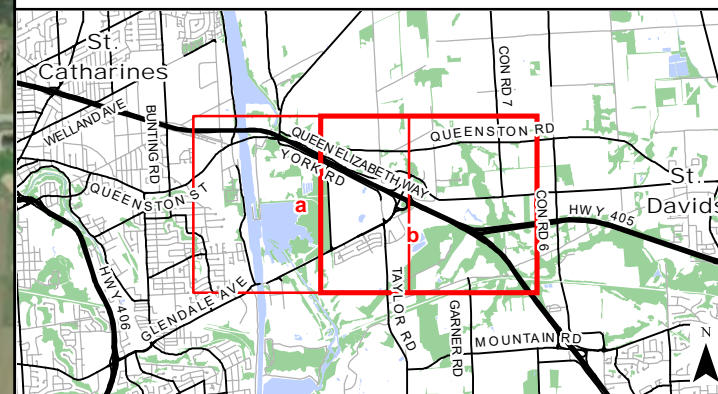 St.
Catharines
WELLAND AVE
BUNTING RD
CON RD 7
QUEENSTON RD
QUEEN ELIZABETH WAY
YORK RD
QUEENSTON ST
a
b
St.
Davids
CON RD 6
HWY 405
HWY 406
GLENDALE AVE
TAYLOR RD
GARNER RD
MOUNTAIN RD
N